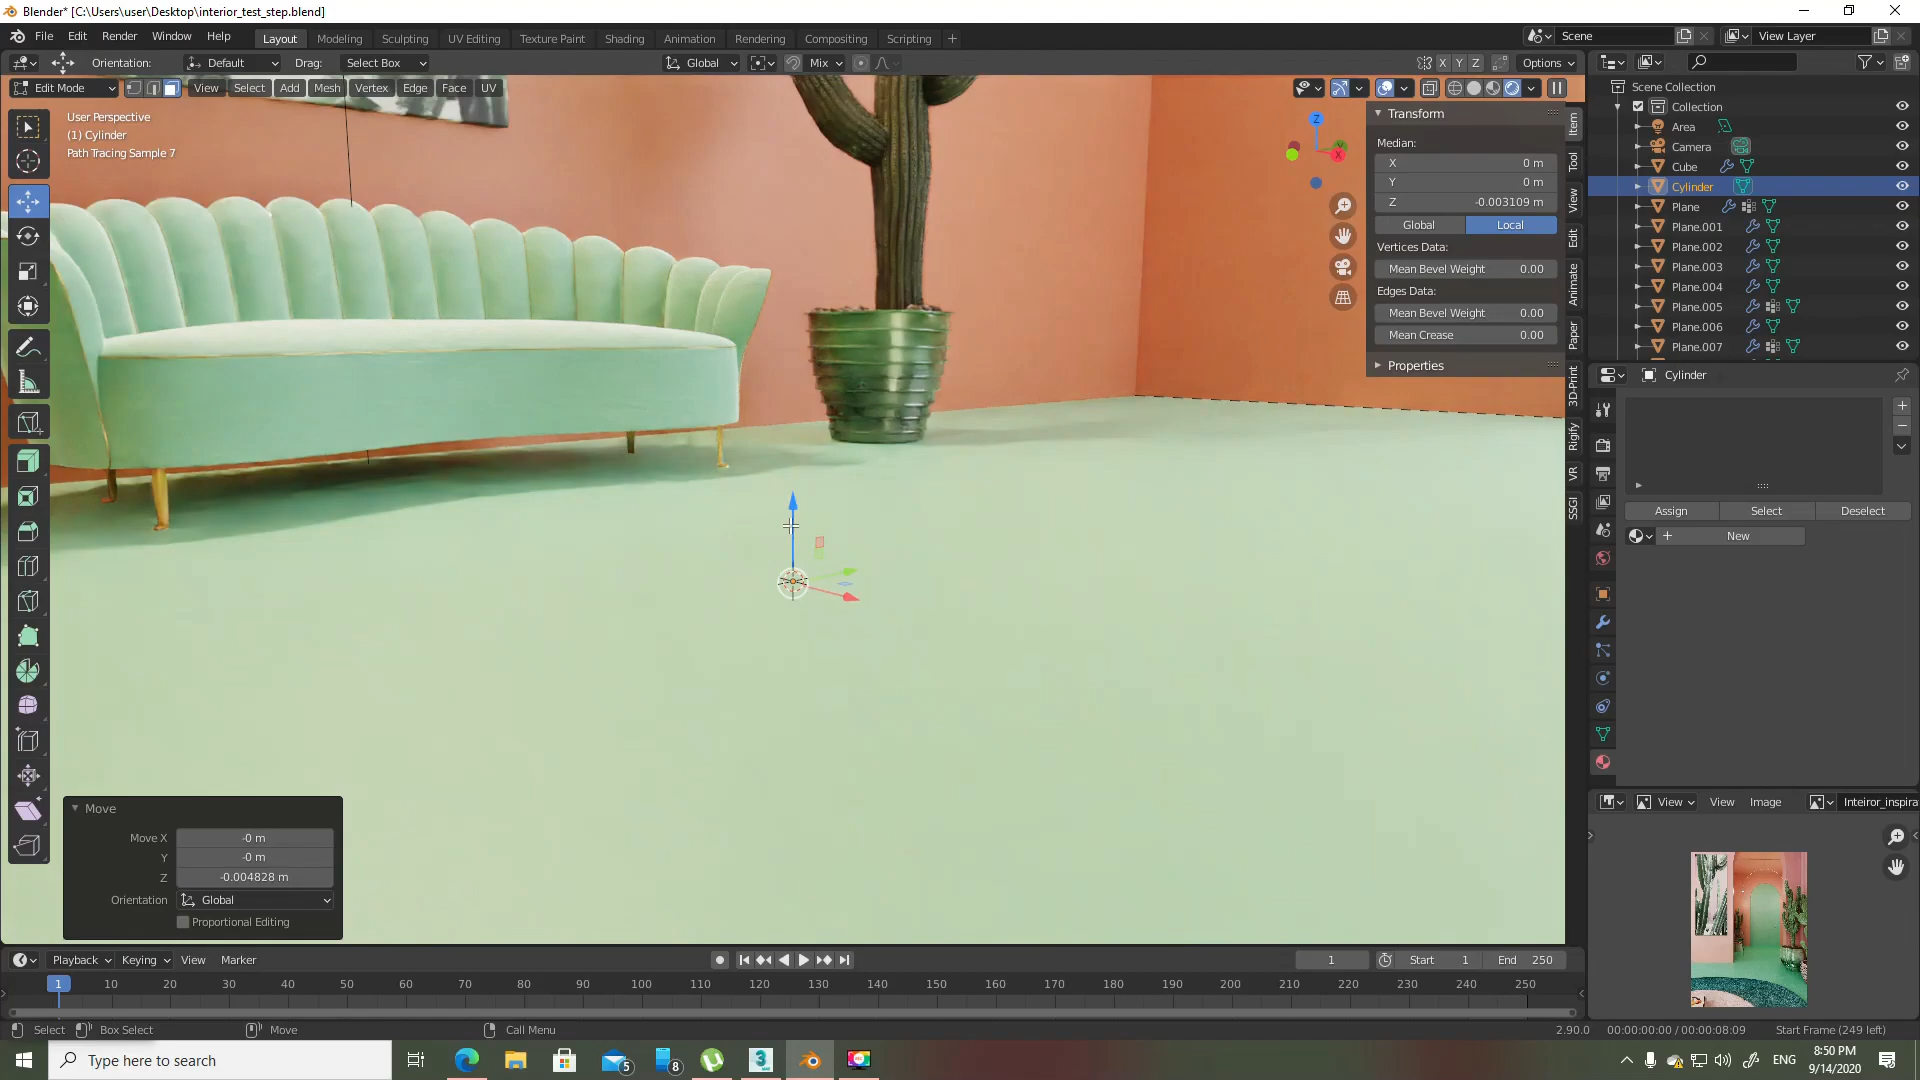 Blender* [C:\Users\user\Desktop\interior_test_step.blend]
File Edit Render Window Help Layout Modeling Sculpting UV Editing Texture Paint Shading Animation Rendering Compositing Scripting + Scene View Layer
Orientation: Default Drag: Select Box Global Mix X Y Z Options
Edit Mode View Select Add Mesh Vertex Edge Face UV
User Perspective
(1) Cylinder
Path Tracing Sample 7
Z
X
Transform
Median:
X 0 m
Y 0 m
Z -0.003109 m
Global Local
Vertices Data:
Mean Bevel Weight 0.00
Edges Data:
Mean Bevel Weight 0.00
Mean Crease 0.00
Properties
Item
Tool
View
Edit
Animate
Paper
3D-Print
Rigify
VR
SSGI
Scene Collection
Collection
Area
Camera
Cube
Cylinder
Plane
Plane.001
Plane.002
Plane.003
Plane.004
Plane.005
Plane.006
Plane.007
Cylinder
Assign Select Deselect
New
View View Image Inteiror_inspira
Move
Move X -0 m
Y -0 m
Z -0.004828 m
Orientation Global
Proportional Editing
Playback Keying View Marker 1 Start 1 End 250
1 10 20 30 40 50 60 70 80 90 100 110 120 130 140 150 160 170 180 190 200 210 220 230 240 250
Select Box Select Move Call Menu 2.90.0 00:00:00:00 / 00:00:08:09 Start Frame (249 left)
Type here to search 5 8 3 ENG 8:50 PM
9/14/2020